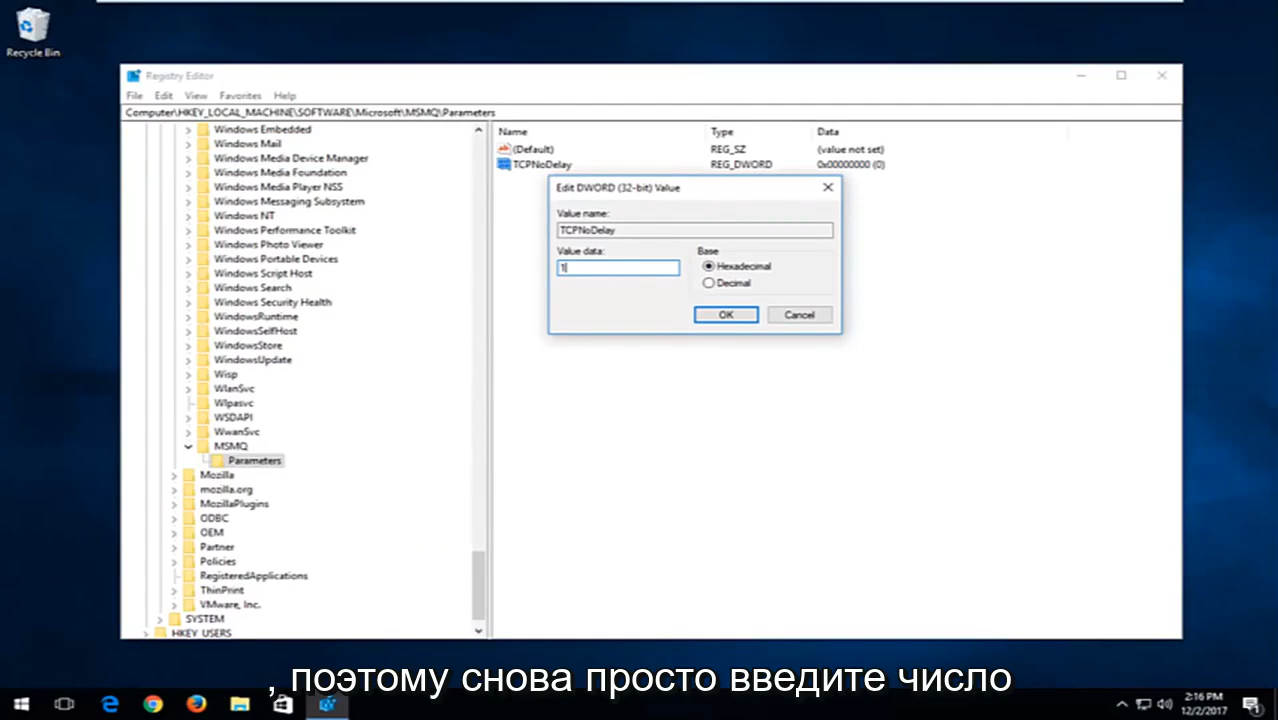 Recycle Bin
Registry Editor
File Edit View Favorites Help
Computer\HKEY_LOCAL_MACHINE\SOFTWARE\Microsoft\MSMQ\Parameters
Windows Embedded
Windows Mail
Windows Media Device Manager
Windows Media Foundation
Windows Media Player NSS
Windows Messaging Subsystem
Windows NT
Windows Performance Toolkit
Windows Photo Viewer
Windows Portable Devices
Windows Script Host
Windows Search
Windows Security Health
WindowsRuntime
WindowsSelfHost
WindowsStore
WindowsUpdate
Wisp
WlanSvc
Wlpasvc
WSDAPI
WwanSvc
MSMQ
Parameters
Mozilla
mozilla.org
MozillaPlugins
ODBC
OEM
Partner
Policies
RegisteredApplications
ThinPrint
VMware, Inc.
SYSTEM
HKEY_USERS
Name Type Data
(Default) REG_SZ (value not set)
TCPNoDelay REG_DWORD 0x00000000 (0)
Edit DWORD (32-bit) Value
Value name:
TCPNoDelay
Value data:
1
Base
Hexadecimal
Decimal
OK Cancel
, поэтому снова просто введите число
2:16 PM
12/2/2017
1